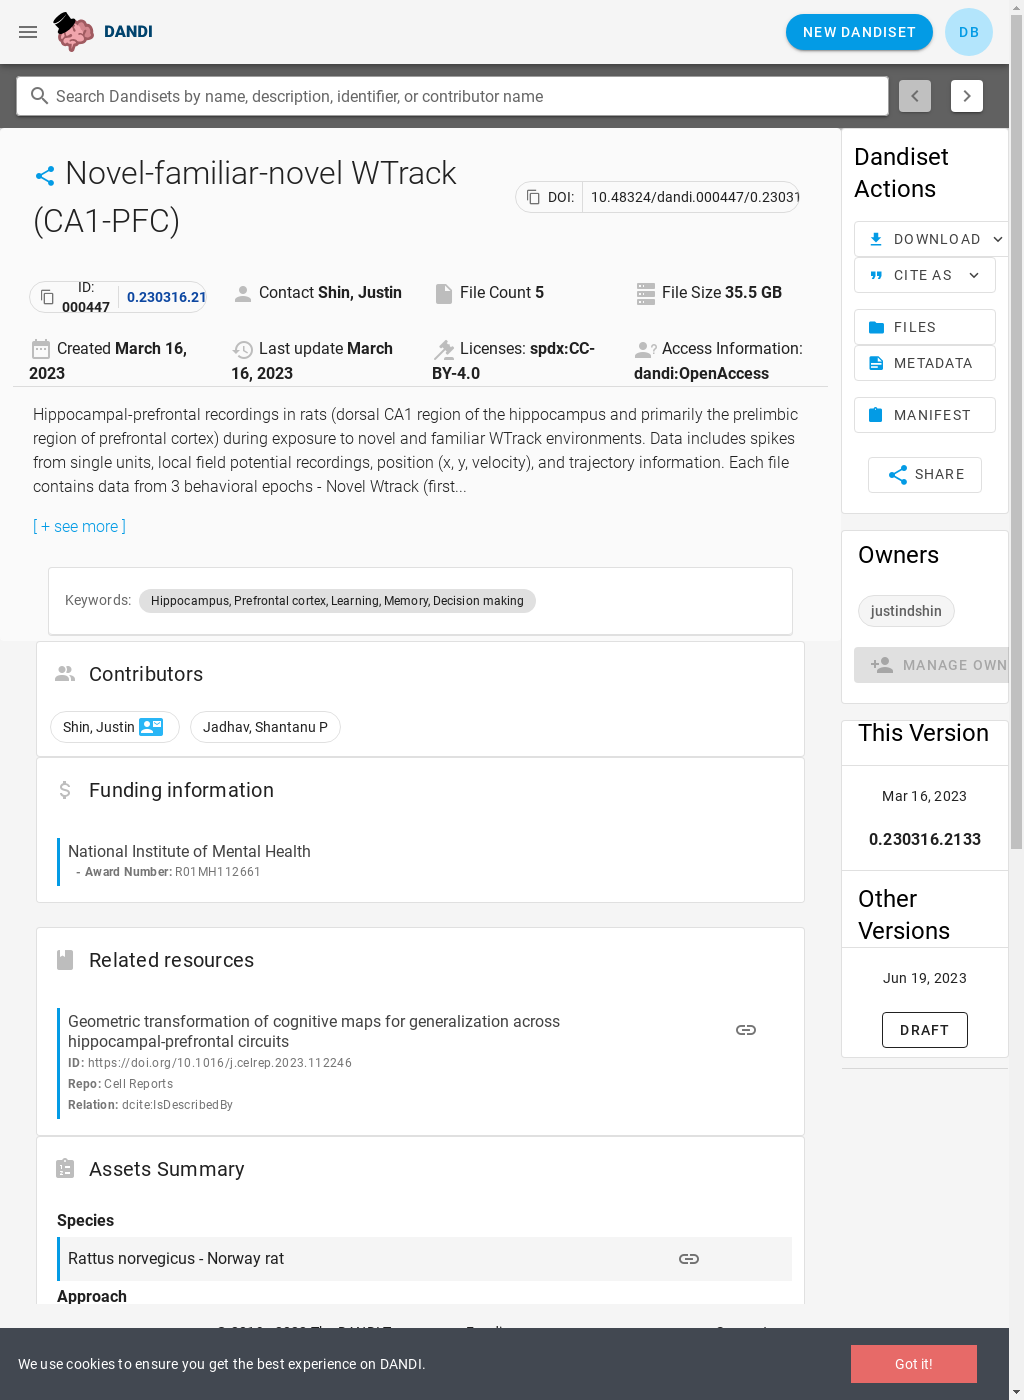 DANDI
NEW DANDISET
DB
Search Dandisets by name, description, identifier, or contributor name
Novel-familiar-novel WTrack
(CA1-PFC)
DOI:
10.48324/dandi.000447/0.23031
ID:
000447
0.230316.21
Contact Shin, Justin
File Count 5
File Size 35.5 GB
Created March 16,
2023
Last update March
16, 2023
Licenses: spdx:CC-
BY-4.0
Access Information:
dandi:OpenAccess
Hippocampal-prefrontal recordings in rats (dorsal CA1 region of the hippocampus and primarily the prelimbic
region of prefrontal cortex) during exposure to novel and familiar WTrack environments. Data includes spikes
from single units, local field potential recordings, position (x, y, velocity), and trajectory information. Each file
contains data from 3 behavioral epochs - Novel Wtrack (first...
[ + see more ]
Keywords:
Hippocampus, Prefrontal cortex, Learning, Memory, Decision making
Contributors
Shin, Justin
Jadhav, Shantanu P
Funding information
National Institute of Mental Health
- Award Number: R01MH112661
Related resources
Geometric transformation of cognitive maps for generalization across
hippocampal-prefrontal circuits
ID: https://doi.org/10.1016/j.celrep.2023.112246
Repo: Cell Reports
Relation: dcite:IsDescribedBy
Assets Summary
Species
Rattus norvegicus - Norway rat
Approach
Dandiset
Actions
DOWNLOAD
CITE AS
FILES
METADATA
MANIFEST
SHARE
Owners
justindshin
MANAGE OWN
This Version
Mar 16, 2023
0.230316.2133
Other
Versions
Jun 19, 2023
DRAFT
We use cookies to ensure you get the best experience on DANDI.
Got it!